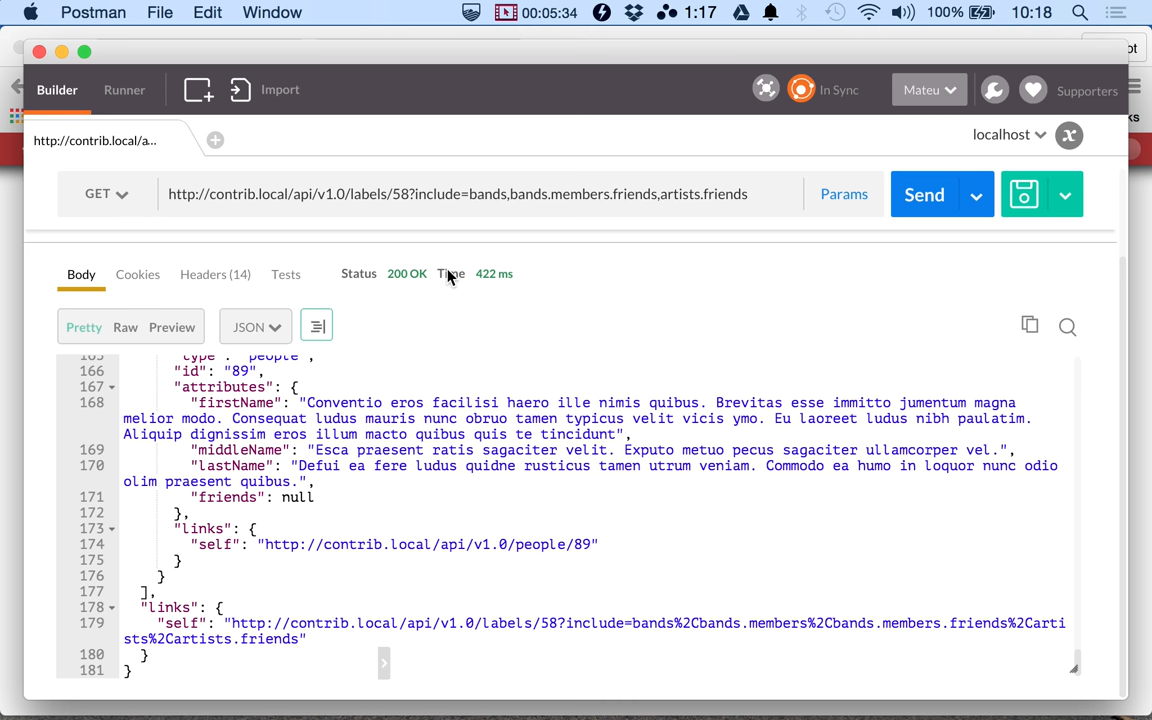 Postman File Edit Window 00:05:34 1:17 100% 10:18
ot
Builder Runner Import In Sync Mateu Supporters
ks
http://contrib.local/a... localhost x
GET http://contrib.local/api/v1.0/labels/58?include=bands,bands.members.friends,artists.friends Params Send
Body Cookies Headers (14) Tests Status 200 OK Time 422 ms
Pretty Raw Preview JSON
165 "type": "people",
166 "id": "89",
167 "attributes": {
168 "firstName": "Conventio eros facilisi haero ille nimis quibus. Brevitas esse immitto jumentum magna
melior modo. Consequat ludus mauris nunc obruo tamen typicus velit vicis ymo. Eu laoreet ludus nibh paulatim.
Aliquip dignissim eros illum macto quibus quis te tincidunt",
169 "middleName": "Esca praesent ratis sagaciter velit. Exputo metuo pecus sagaciter ullamcorper vel.",
170 "lastName": "Defui ea fere ludus quidne rusticus tamen utrum veniam. Commodo ea humo in loquor nunc odio
olim praesent quibus.",
171 "friends": null
172 },
173 "links": {
174 "self": "http://contrib.local/api/v1.0/people/89"
175 }
176 }
177 ],
178 "links": {
179 "self": "http://contrib.local/api/v1.0/labels/58?include=bands%2Cbands.members%2Cbands.members.friends%2Carti
sts%2Cartists.friends"
180 }
181 }